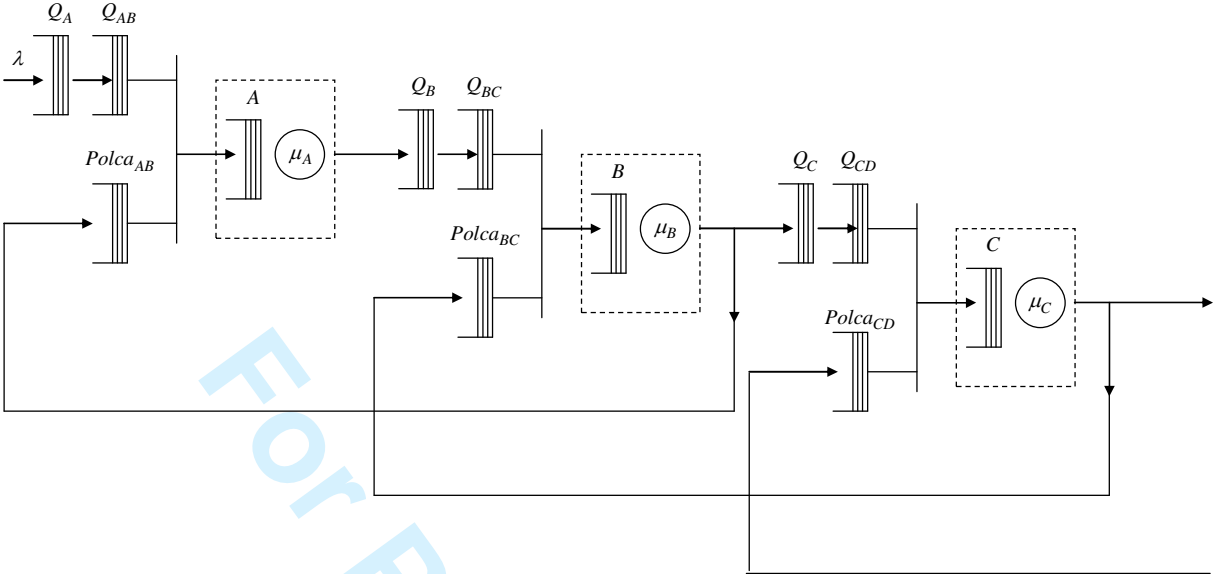 Q_A Q_AB
λ
A
Q_B Q_BC
μ_A
Polca_AB
B
Q_C Q_CD
μ_B
Polca_BC
C
μ_C
Polca_CD
For